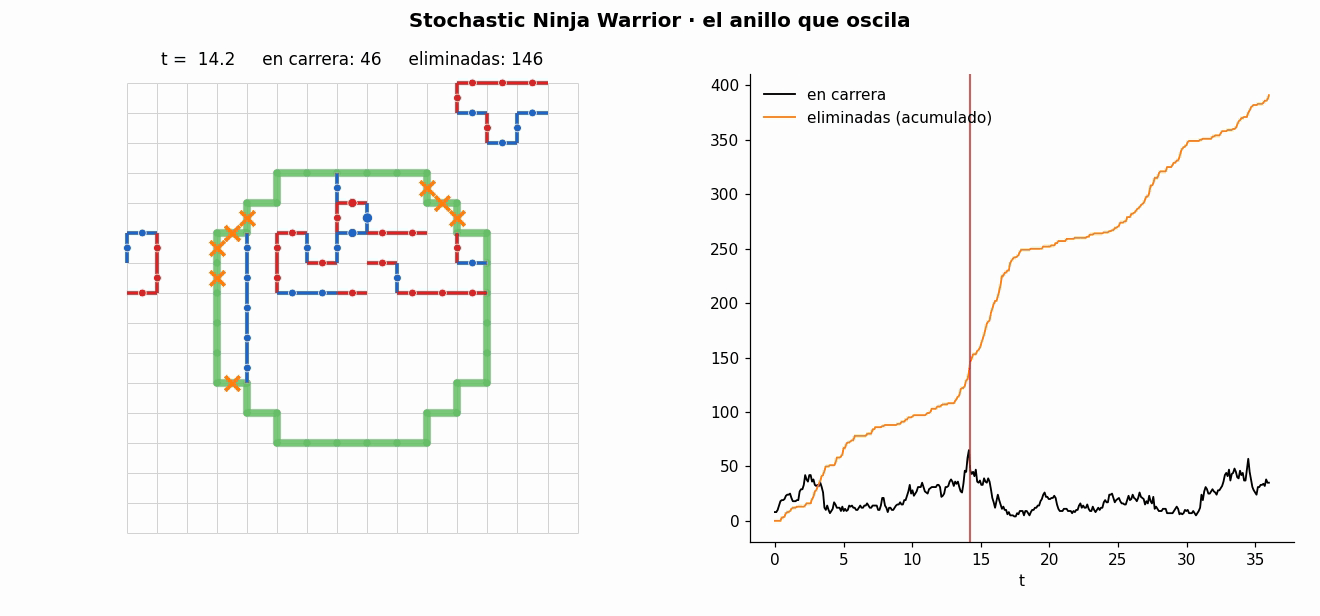 Stochastic Ninja Warrior · el anillo que oscila
t =  14.2     en carrera: 46     eliminadas: 146
en carrera
eliminadas (acumulado)
400
350
300
250
200
150
100
50
0
0 5 10 15 20 25 30 35
t